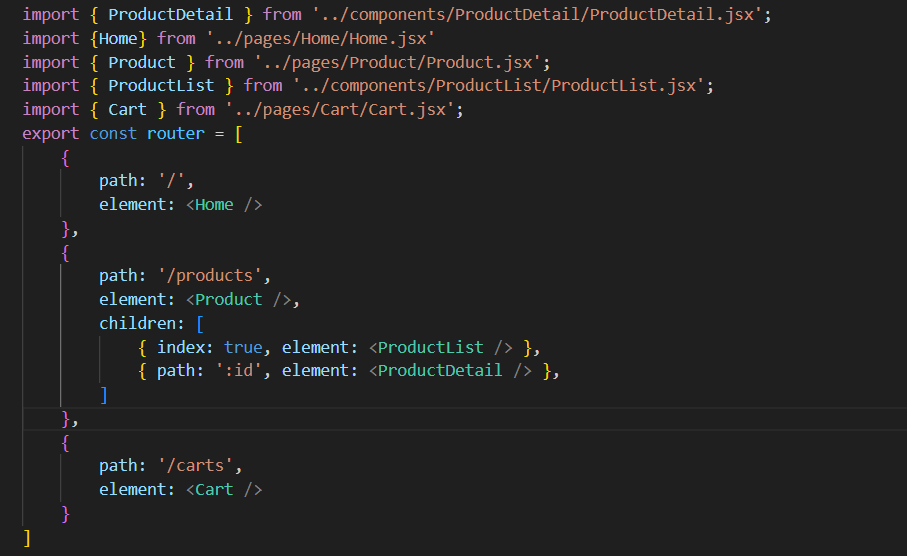 import { ProductDetail } from '../components/ProductDetail/ProductDetail.jsx';
import {Home} from '../pages/Home/Home.jsx'
import { Product } from '../pages/Product/Product.jsx';
import { ProductList } from '../components/ProductList/ProductList.jsx';
import { Cart } from '../pages/Cart/Cart.jsx';
export const router = [
    {
        path: '/',
        element: <Home />
    },
    {
        path: '/products',
        element: <Product />,
        children: [
            { index: true, element: <ProductList /> },
            { path: ':id', element: <ProductDetail /> },
        ]
    },
    {
        path: '/carts',
        element: <Cart />
    }
]